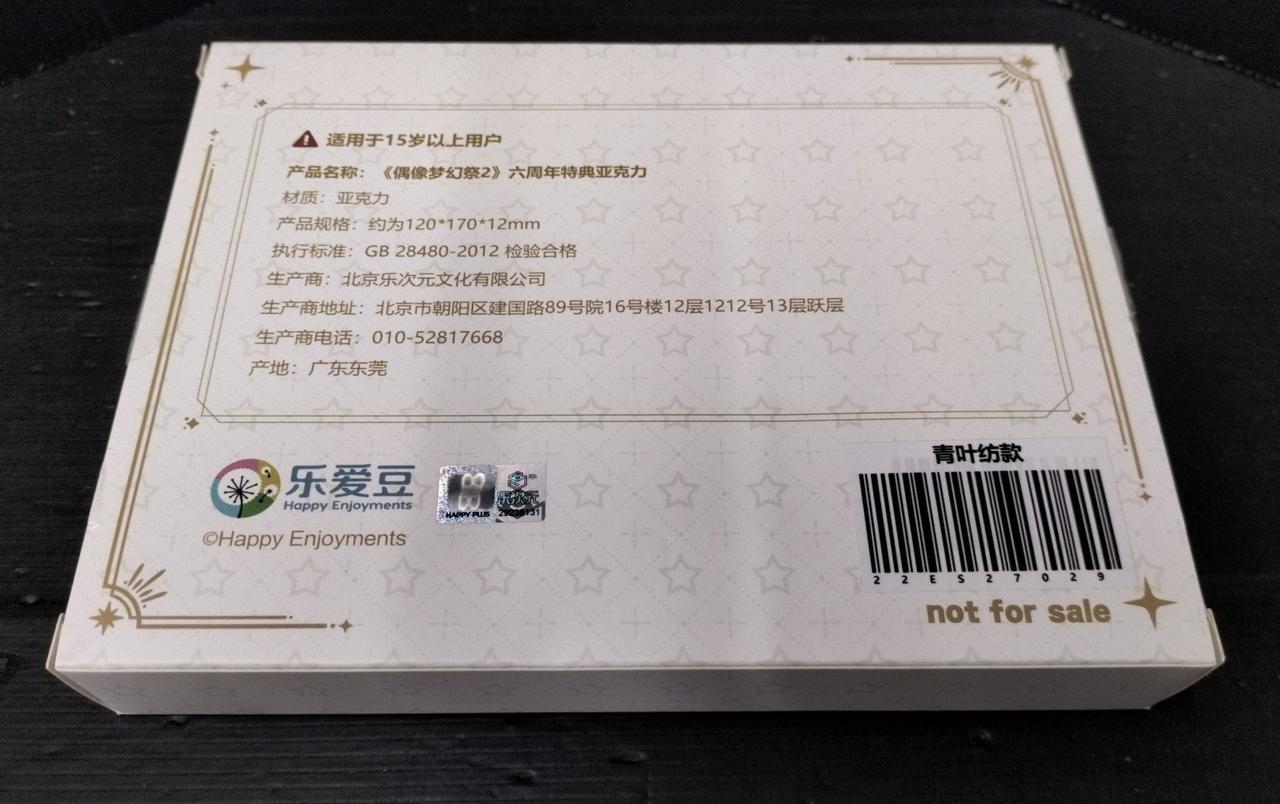 适用于15岁以上用户
产品名称：《偶像梦幻祭2》六周年特典亚克力
材质：亚克力
产品规格：约为120*170*12mm
执行标准：GB 28480-2012 检验合格
生产商：北京乐次元文化有限公司
生产商地址：北京市朝阳区建国路89号院16号楼12层1212号13层跃层
生产商电话：010-52817668
产地：广东东莞
乐爱豆
Happy Enjoyments
©Happy Enjoyments
HAPPY PLUS
乐次元
青叶纺款
22ES27029
not for sale